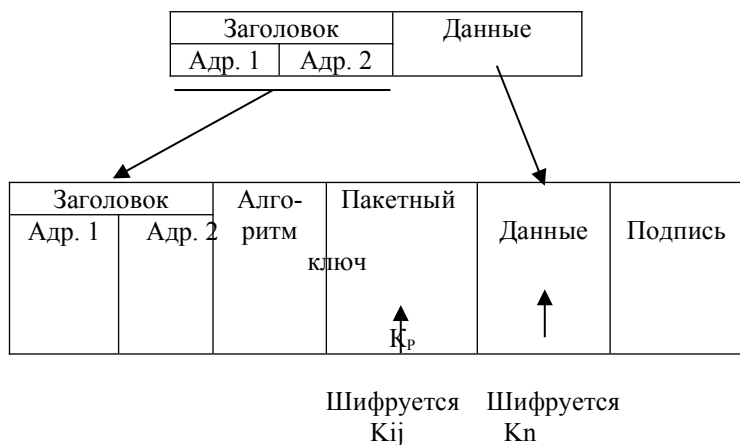 Заголовок Данные
Адр. 1 Адр. 2
Заголовок Алго- Пакетный
Адр. 1 Адр. 2 ритм Данные Подпись
ключ
Кр
Шифруется Шифруется
Kij Kn